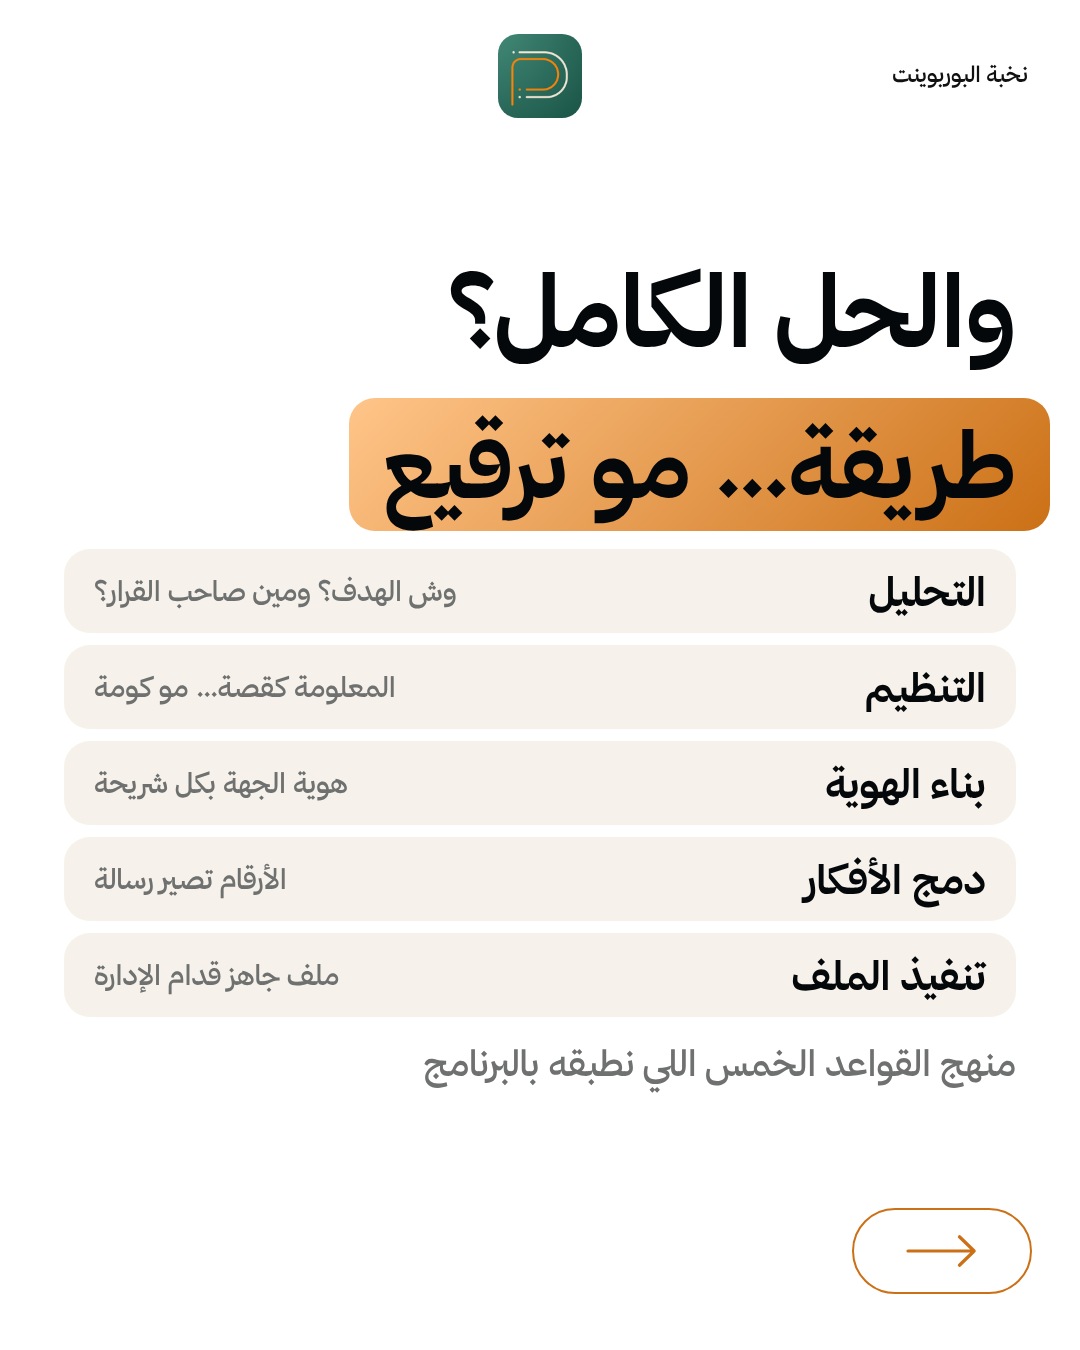 نخبة البوربوينت
والحل الكامل؟
طريقة... مو ترقيع
التحليل وش الهدف؟ ومين صاحب القرار؟
التنظيم المعلومة كقصة... مو كومة
بناء الهوية هوية الجهة بكل شريحة
دمج الأفكار الأرقام تصير رسالة
تنفيذ الملف ملف جاهز قدام الإدارة
منهج القواعد الخمس اللي نطبقه بالبرنامج